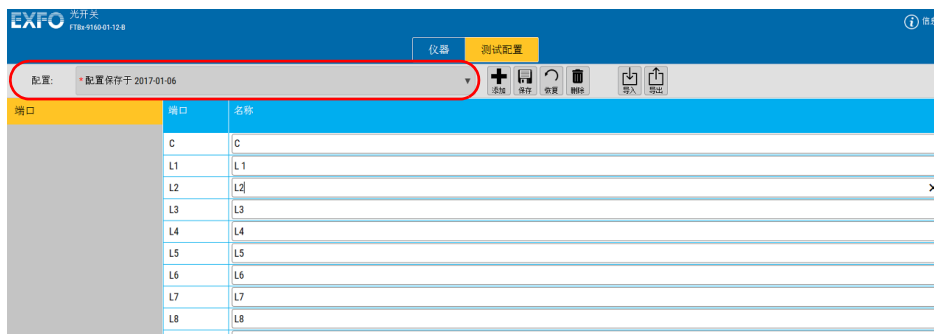 EXFO 光开关
FTBx-9160-01-12-B
信息
仪器 测试配置
配置: * 配置保存于 2017-01-06
添加 保存 恢复 删除 导入 导出
端口 端口 名称
C C
L1 L 1
L2 L2
L3 L3
L4 L4
L5 L5
L6 L6
L7 L7
L8 L8